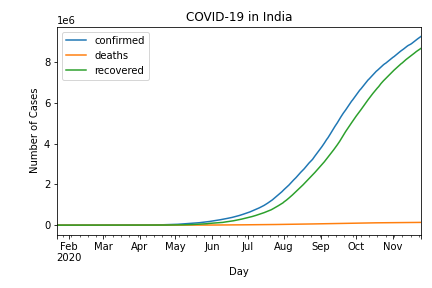 COVID-19 in India
1e6
confirmed
deaths
recovered
Number of Cases
8
6
4
2
0
Feb Mar Apr May Jun Jul Aug Sep Oct Nov
2020
Day